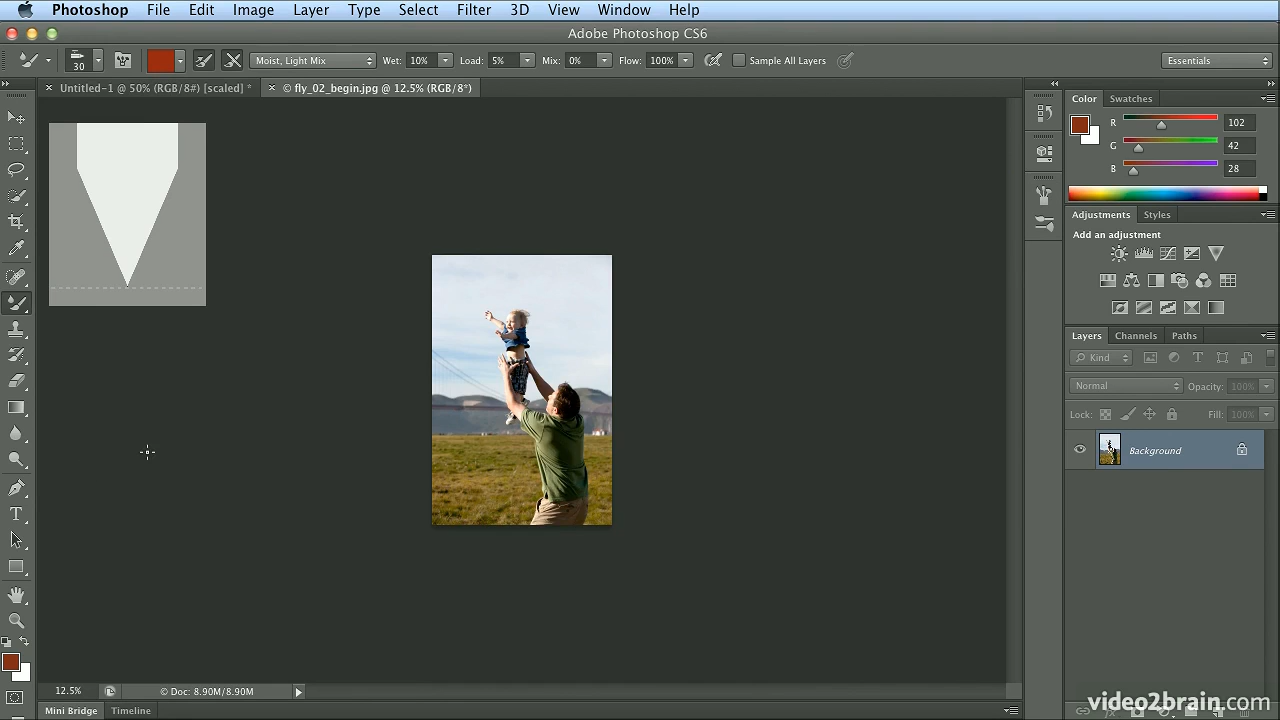 Photoshop File Edit Image Layer Type Select Filter 3D View Window Help
Adobe Photoshop CS6
30 Moist, Light Mix Wet: 10% Load: 5% Mix: 0% Flow: 100% Sample All Layers Essentials
Untitled-1 @ 50% (RGB/8#) [scaled] * © fly_02_begin.jpg @ 12.5% (RGB/8*)
Color Swatches
R 102
G 42
B 28
Adjustments Styles
Add an adjustment
Layers Channels Paths
Kind
Normal Opacity: 100%
Lock: Fill: 100%
Background
12.5% © Doc: 8.90M/8.90M
Mini Bridge Timeline
video2brain.com